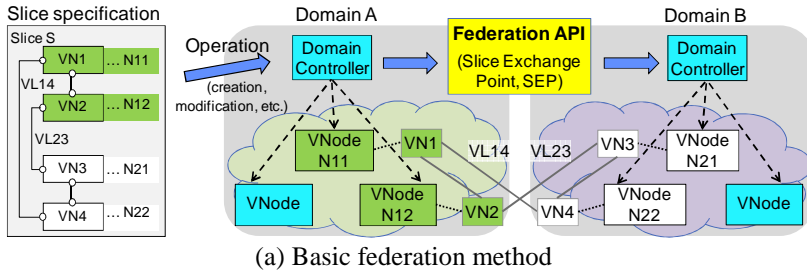 Slice specification
Slice S
VN1
... N11
VL14
VN2
... N12
VL23
VN3
... N21
VN4
... N22
Operation
(creation,
modification, etc.)
Domain A
Domain
Controller
Federation API
(Slice Exchange
Point, SEP)
Domain B
Domain
Controller
VNode
N11
VN1
VL14
VL23
VN3
VNode
N21
VNode
VNode
N12
VN2
VN4
VNode
N22
VNode
(a) Basic federation method